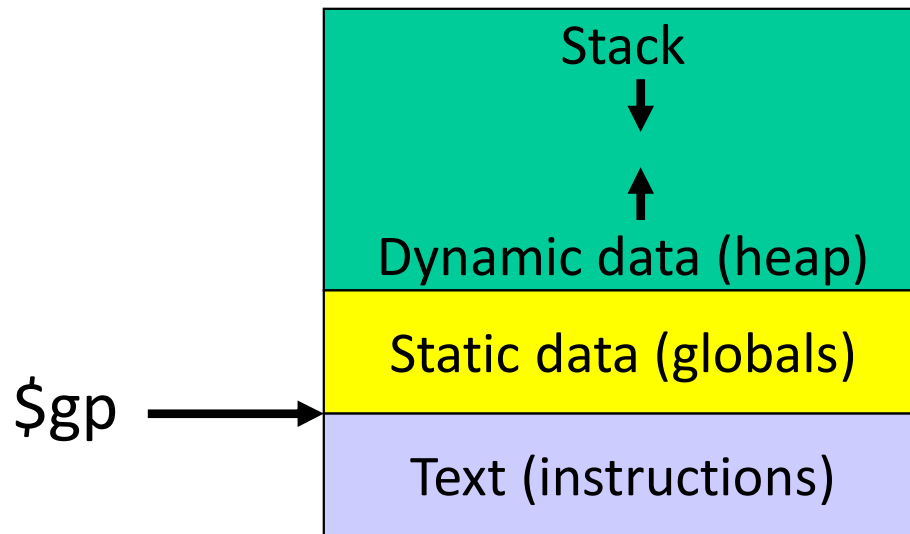 Stack
Dynamic data (heap)
Static data (globals)
$gp
Text (instructions)